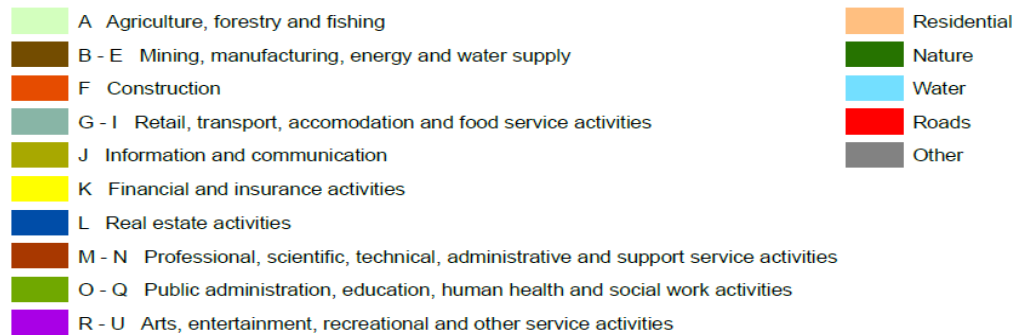 A Agriculture, forestry and fishing
B - E Mining, manufacturing, energy and water supply
F Construction
G - I Retail, transport, accomodation and food service activities
J Information and communication
K Financial and insurance activities
L Real estate activities
M - N Professional, scientific, technical, administrative and support service activities
O - Q Public administration, education, human health and social work activities
R - U Arts, entertainment, recreational and other service activities
Residential
Nature
Water
Roads
Other